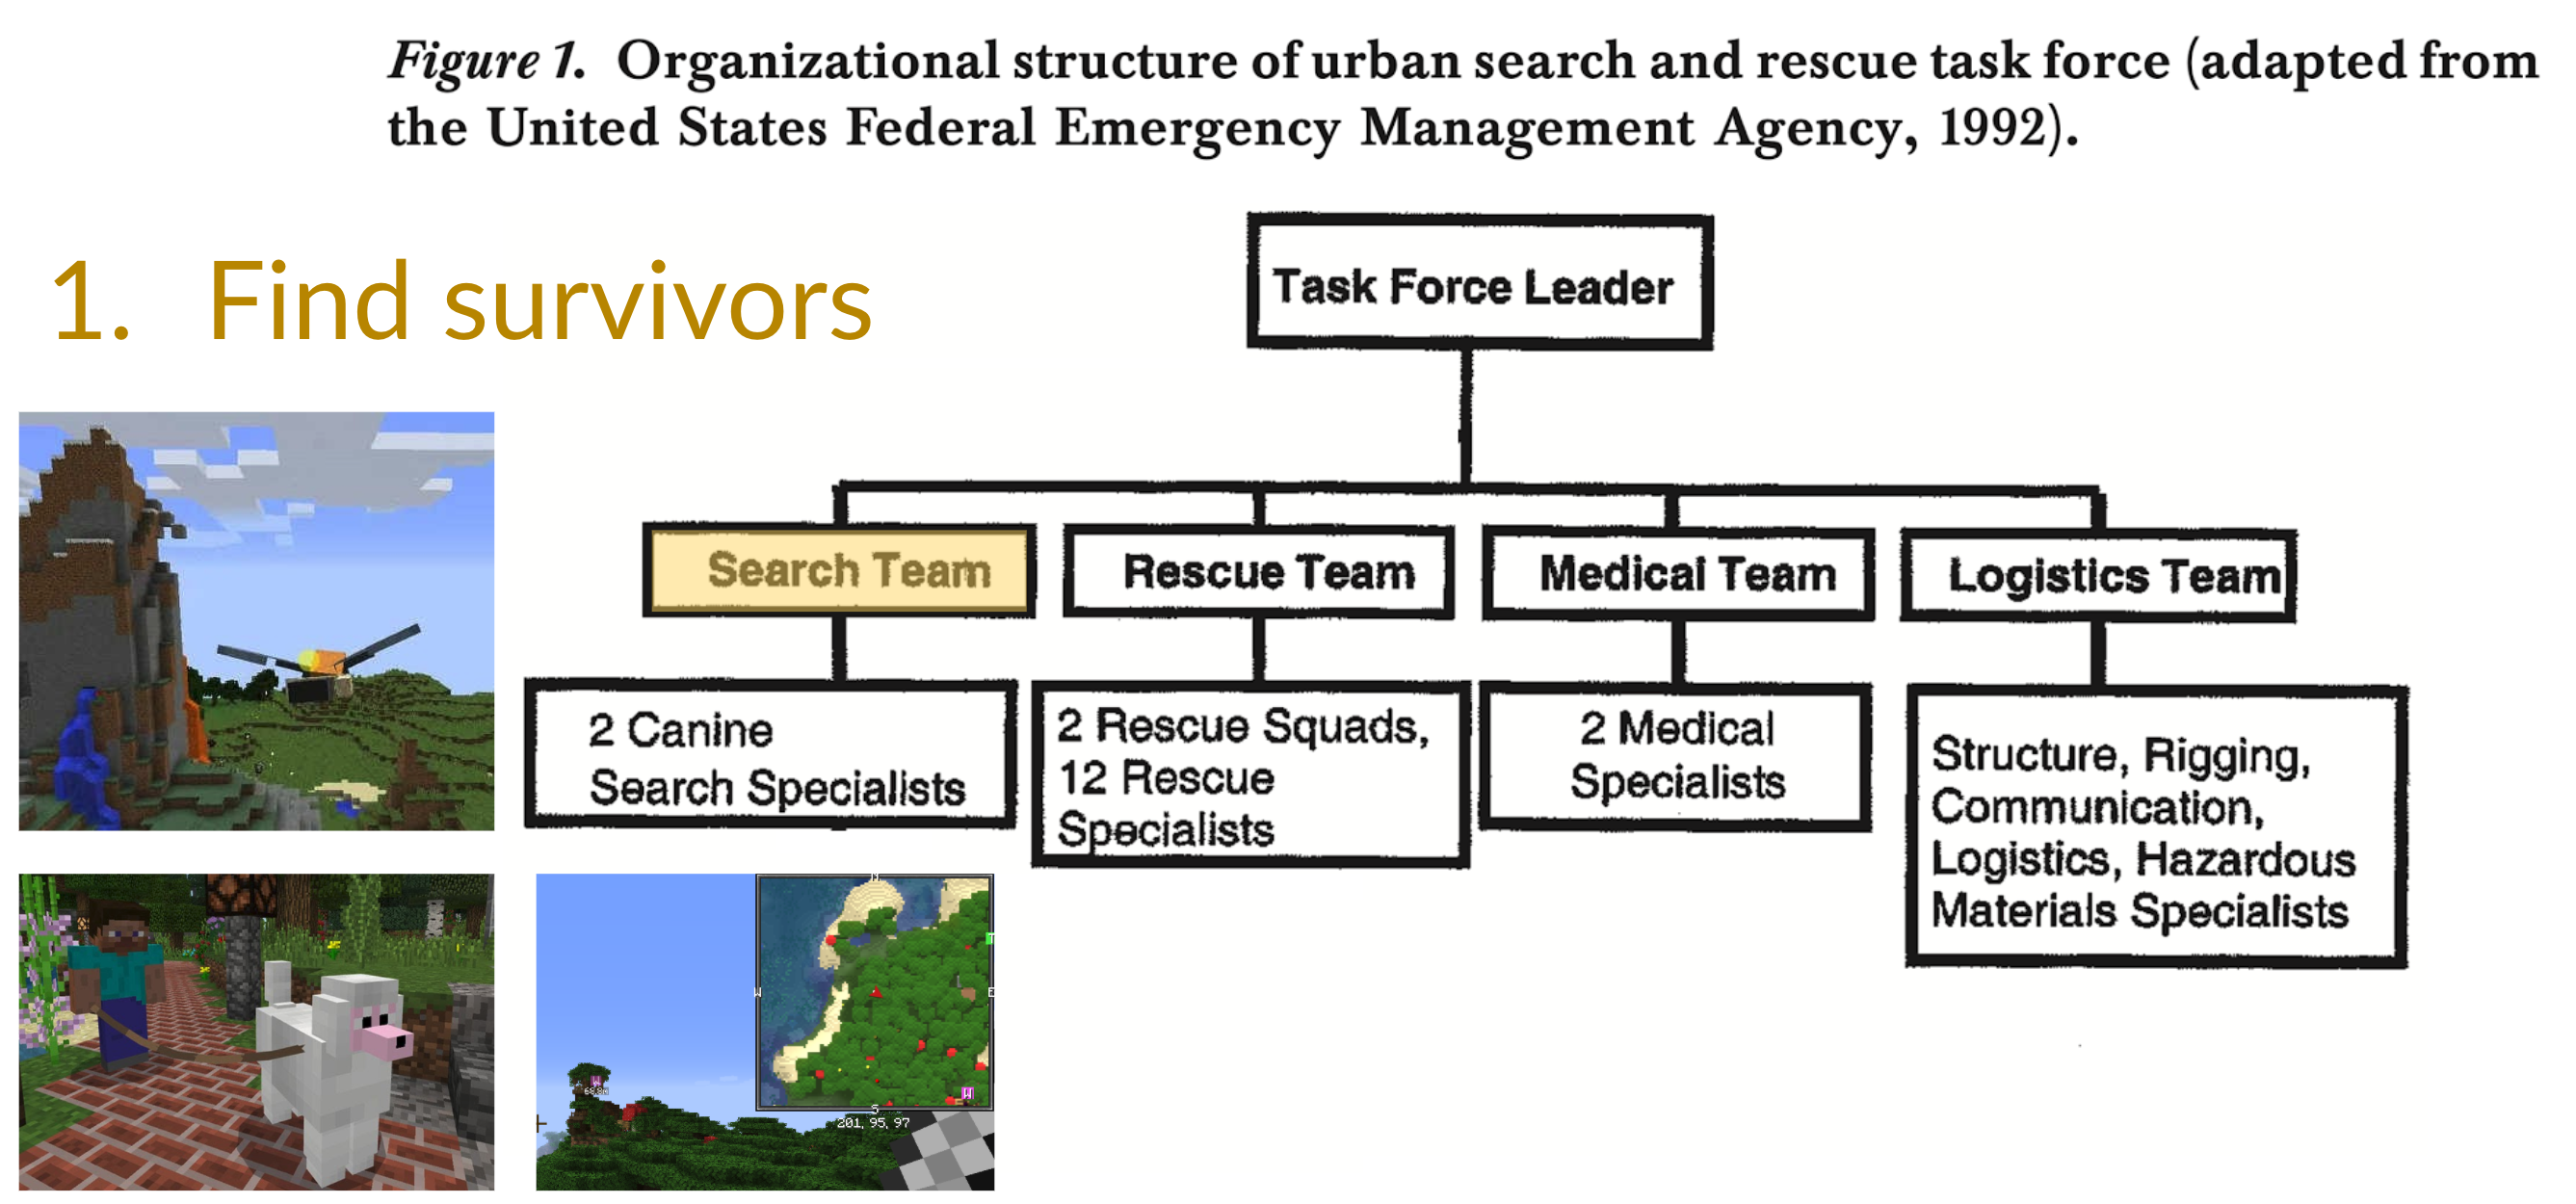 Figure 1. Organizational structure of urban search and rescue task force (adapted from
the United States Federal Emergency Management Agency, 1992).
1. Find survivors
Task Force Leader
Search Team
Rescue Team
Medical Team
Logistics Team
2 Canine
Search Specialists
2 Rescue Squads,
12 Rescue
Specialists
2 Medical
Specialists
Structure, Rigging,
Communication,
Logistics, Hazardous
Materials Specialists
W
W
E
W
S
201, 95, 97